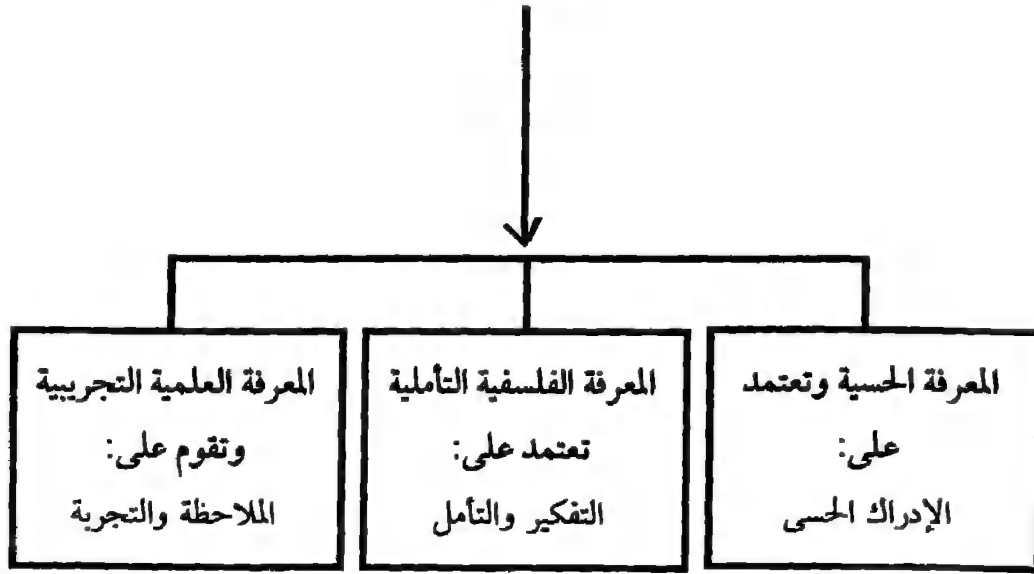 المعرفة الحسية وتعتمد
على:
الإدراك الحسى
المعرفة الفلسفية التأملية
تعتمد على:
التفكير والتأمل
المعرفة العلمية التجريبية
وتقوم على:
الملاحظة والتجربة